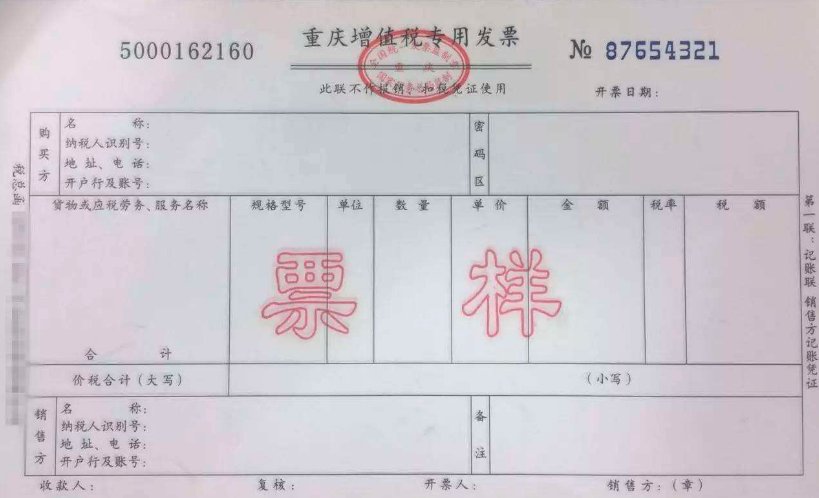 重庆增值税专用发票
5000162160
№ 87654321
此联不作报销、扣税凭证使用
开票日期：
购买方
名 称：
纳税人识别号：
地 址、电 话：
开户行及账号：
密码区
货物或应税劳务、服务名称 规格型号 单位 数 量 单 价 金 额 税率 税 额
票样
合 计
价税合计（大写） （小写）
销售方
名 称：
纳税人识别号：
地 址、电 话：
开户行及账号：
备注
收款人： 复核： 开票人： 销售方：（章）
税总函
第一联：记账联 销售方记账凭证